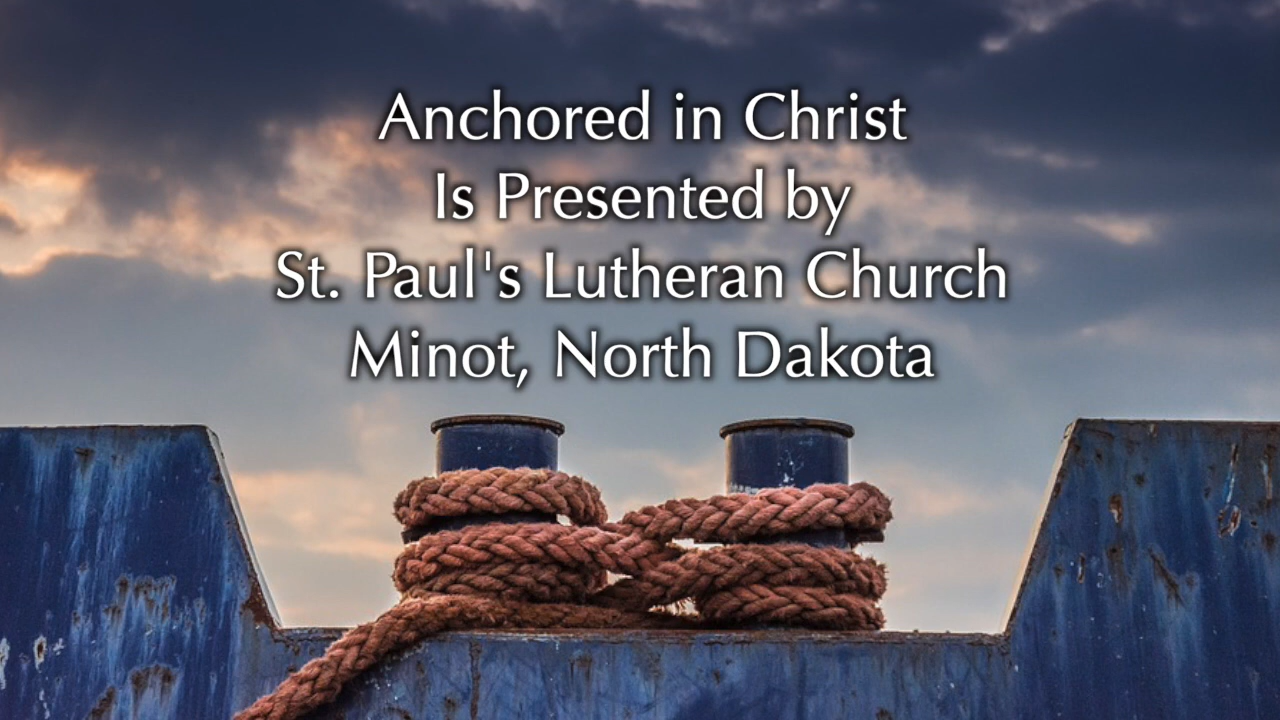 Anchored in Christ
Is Presented by
St. Paul's Lutheran Church
Minot, North Dakota